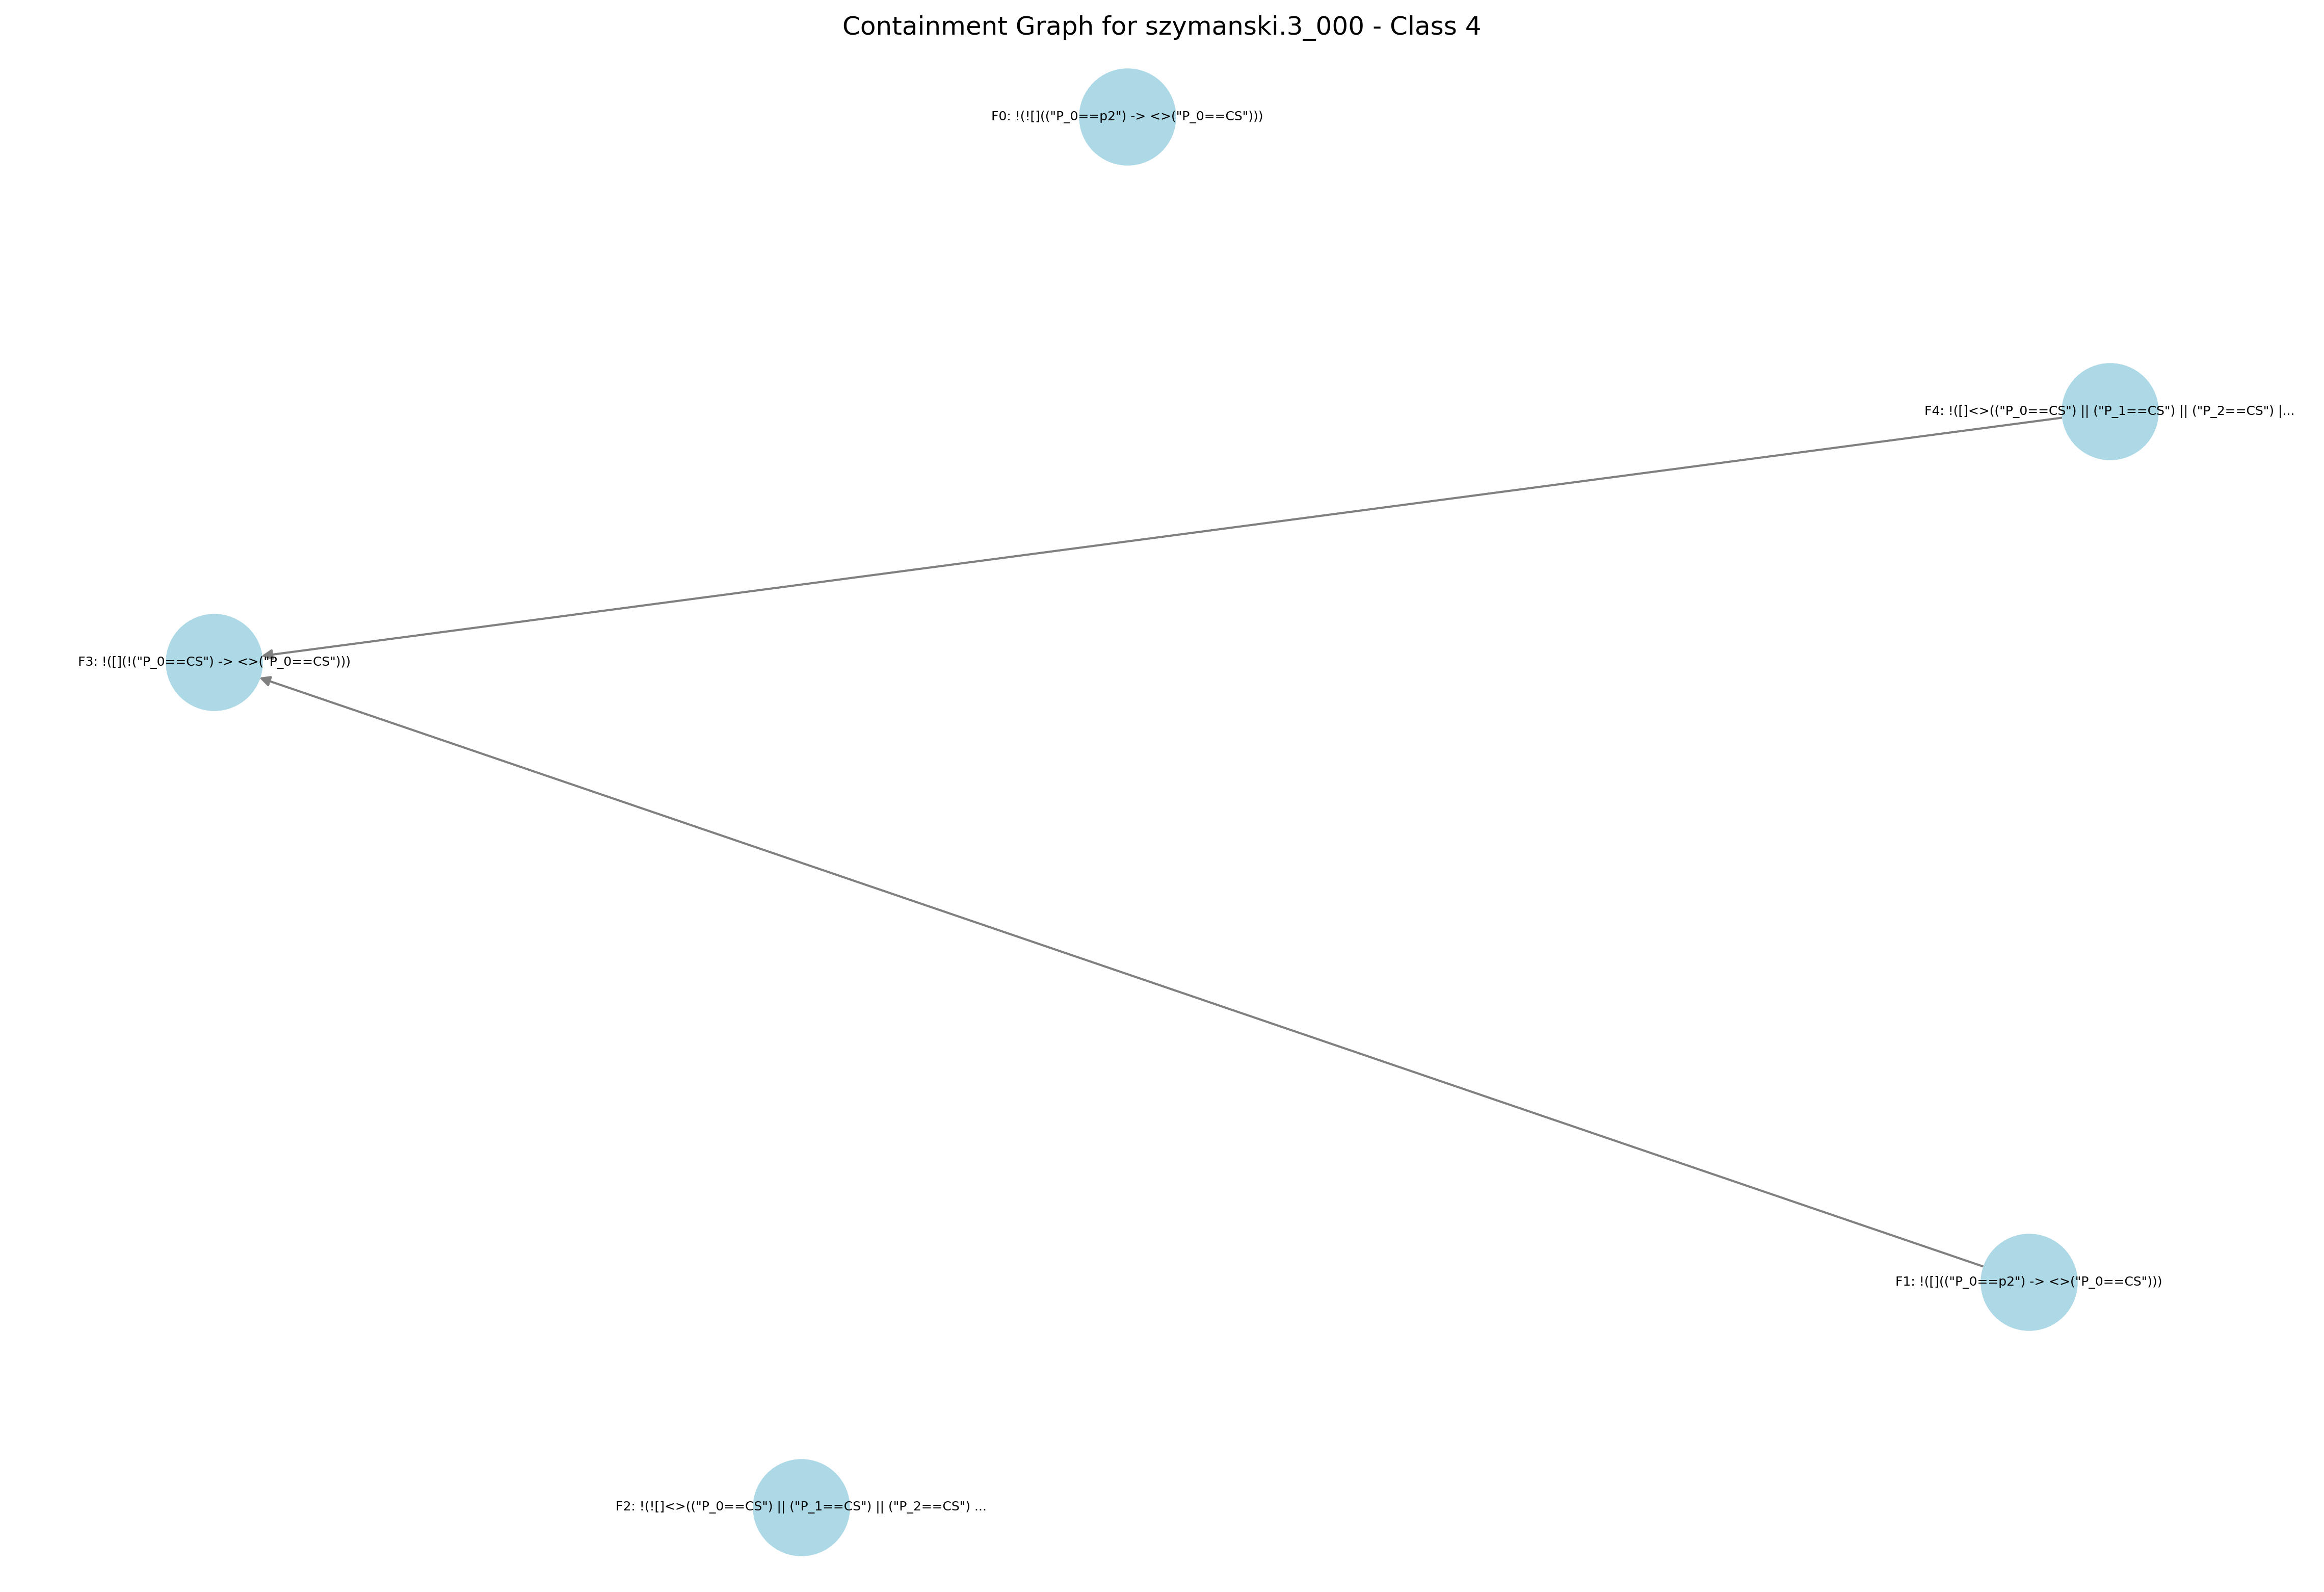 Containment Graph for szymanski.3_000 - Class 4
F0: !(![](("P_0==p2") -> <>("P_0==CS")))
F4: !([]<>(("P_0==CS") || ("P_1==CS") || ("P_2==CS") |...
F3: !([](!("P_0==CS") -> <>("P_0==CS")))
F1: !([](("P_0==p2") -> <>("P_0==CS")))
F2: !(![]<>(("P_0==CS") || ("P_1==CS") || ("P_2==CS") ...